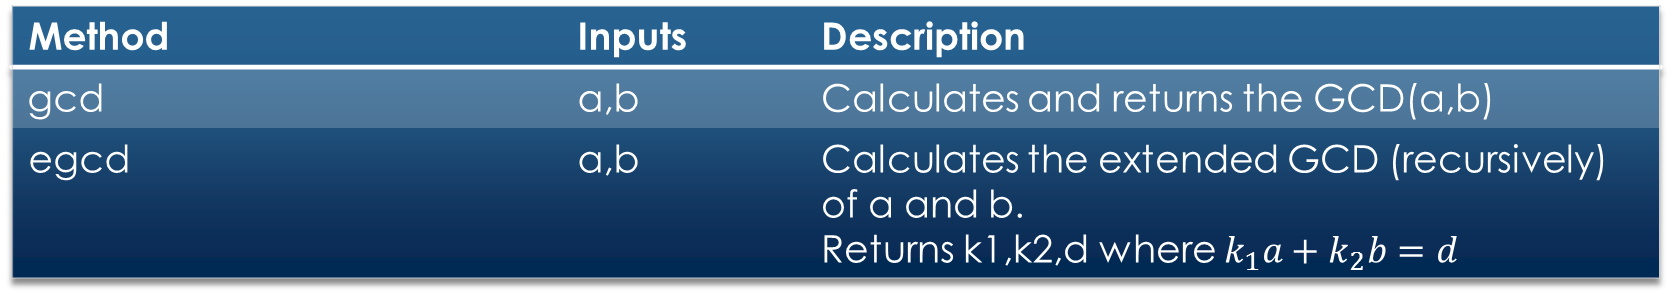 Method Inputs Description
gcd a,b Calculates and returns the GCD(a,b)
egcd a,b Calculates the extended GCD (recursively)
of a and b.
Returns k1,k2,d where k₁a + k₂b = d